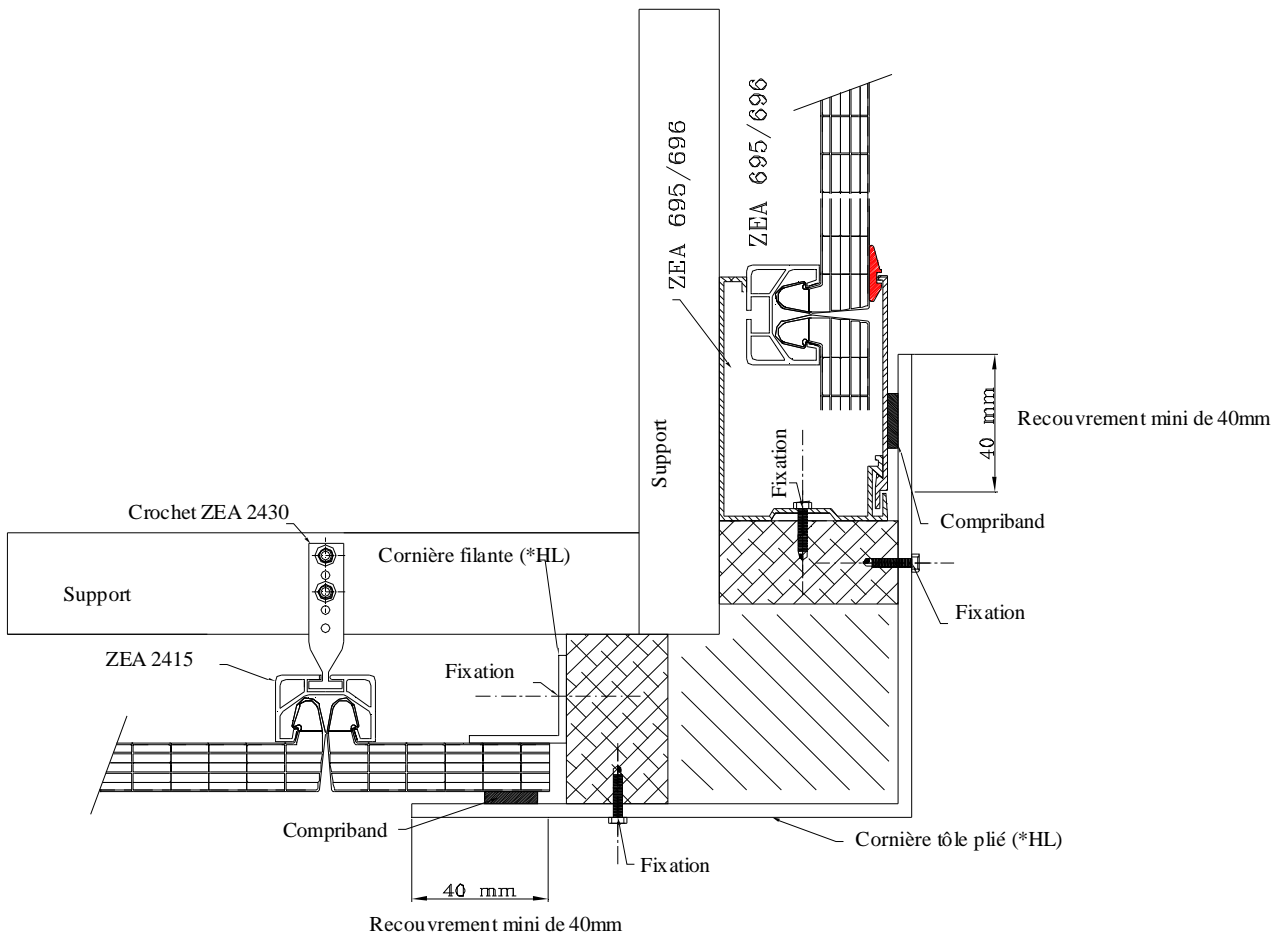 ZEA 695/696
ZEA 695/696
Support
Fixation
40 mm
Recouvrement mini de 40mm
Compriband
Fixation
Crochet ZEA 2430
Cornière filante (*HL)
Support
ZEA 2415
Fixation
Compriband
Cornière tôle plié (*HL)
Fixation
40 mm
Recouvrement mini de 40mm